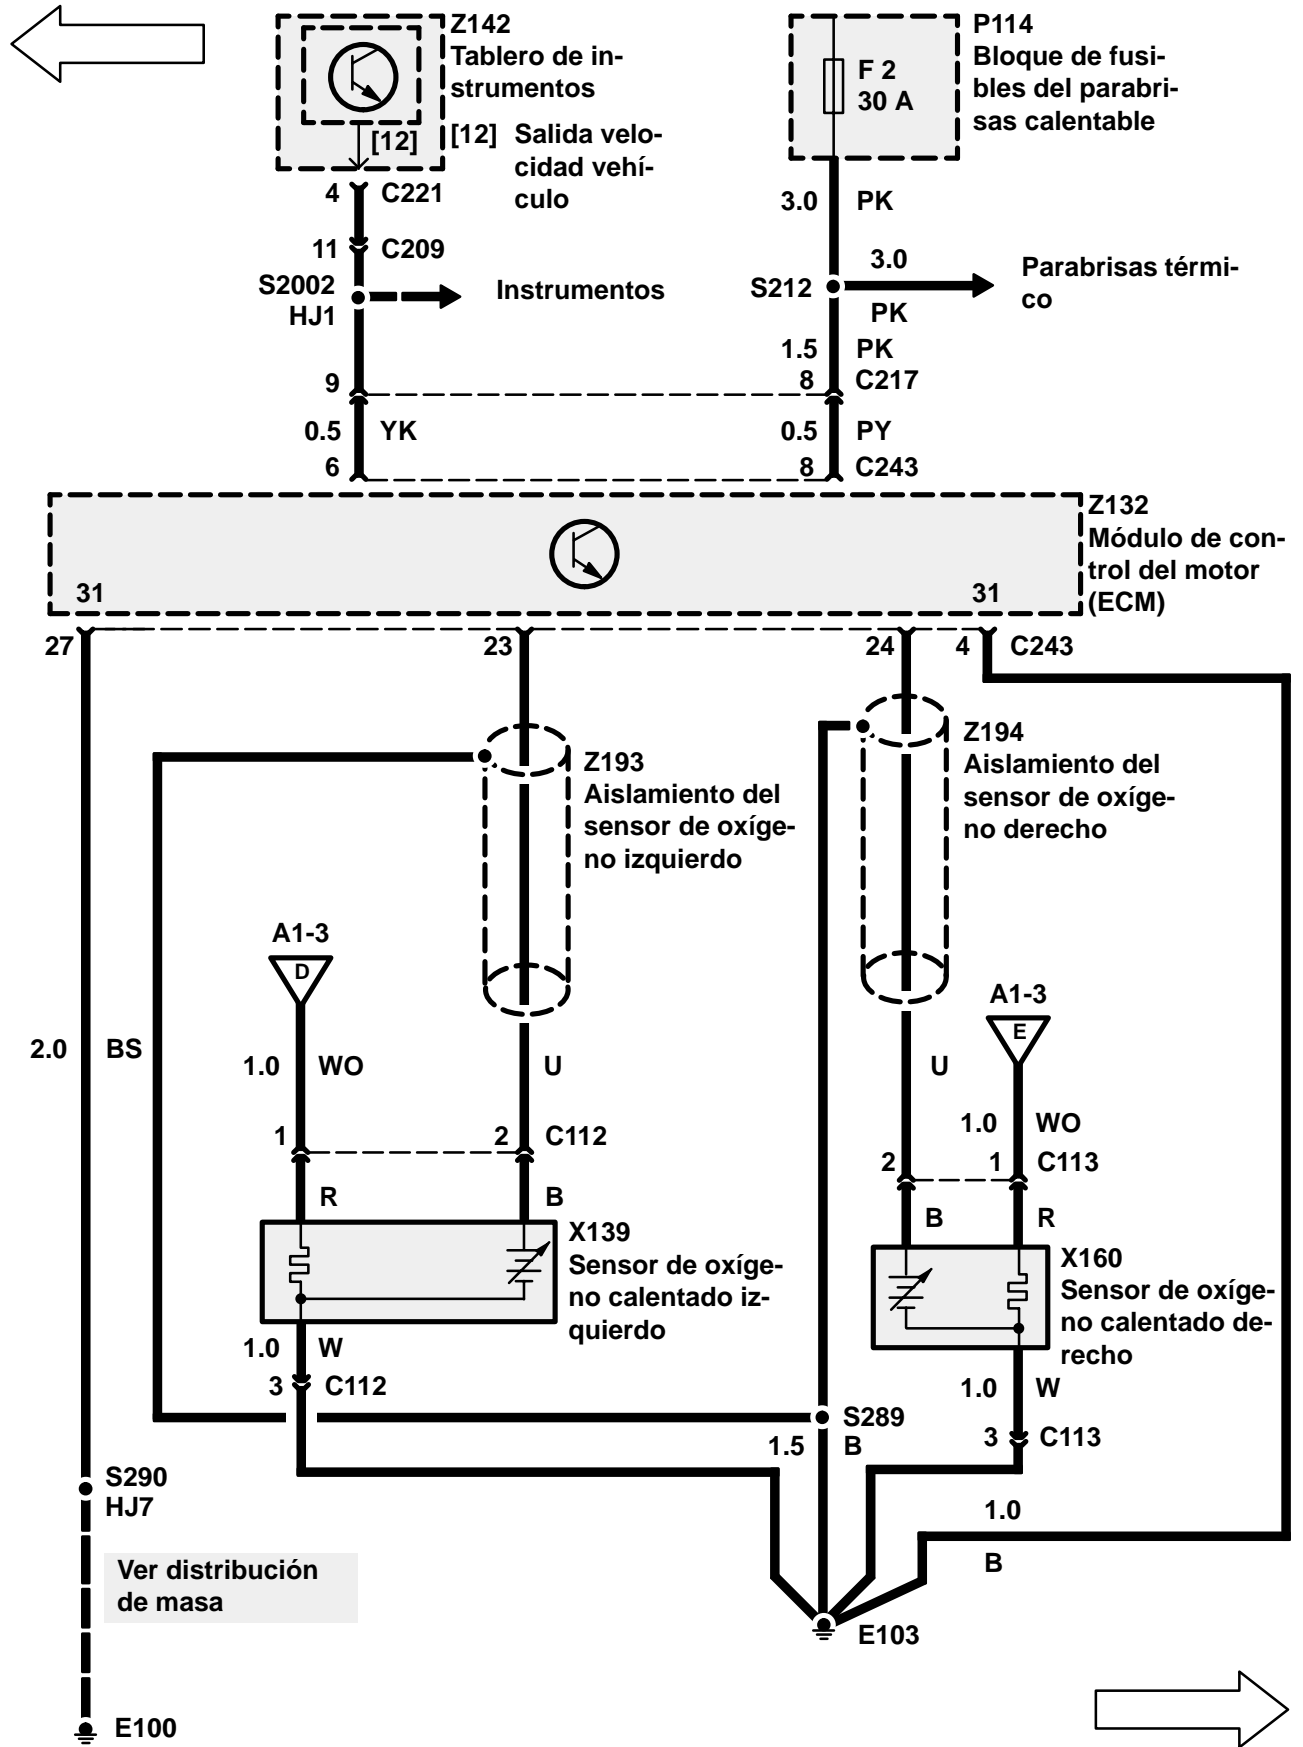 Z142
Tablero de in-
strumentos
[12]
[12] Salida velo-
cidad vehí-
culo
P114
Bloque de fusi-
bles del parabri-
sas calentable
F 2
30 A
4 C221
11 C209
S2002
HJ1
Instrumentos
3.0 PK
S212
3.0
PK
Parabrisas térmi-
co
1.5 PK
9
8 C217
0.5 YK
0.5 PY
6
8 C243
Z132
Módulo de con-
trol del motor
(ECM)
31
31
27
23
24
4 C243
Z193
Aislamiento del
sensor de oxíge-
no izquierdo
Z194
Aislamiento del
sensor de oxíge-
no derecho
A1-3
D
A1-3
E
2.0 BS
1.0 WO
U
U
1.0 WO
1
2 C112
2
1 C113
R
B
B
R
X139
Sensor de oxíge-
no calentado iz-
quierdo
X160
Sensor de oxíge-
no calentado de-
recho
1.0 W
3 C112
1.0 W
3 C113
S289
1.5 B
S290
HJ7
1.0
B
Ver distribución
de masa
E103
E100